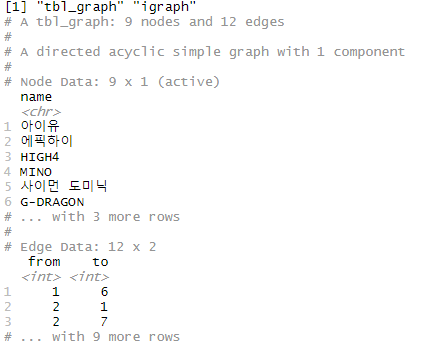 [1] "tbl_graph" "igraph"
# A tbl_graph: 9 nodes and 12 edges
#
# A directed acyclic simple graph with 1 component
#
# Node Data: 9 x 1 (active)
name
<chr>
1 아이유
2 에픽하이
3 HIGH4
4 MINO
5 사이먼 도미닉
6 G-DRAGON
# ... with 3 more rows
#
# Edge Data: 12 x 2
from to
<int> <int>
1 1 6
2 2 1
3 2 7
# ... with 9 more rows